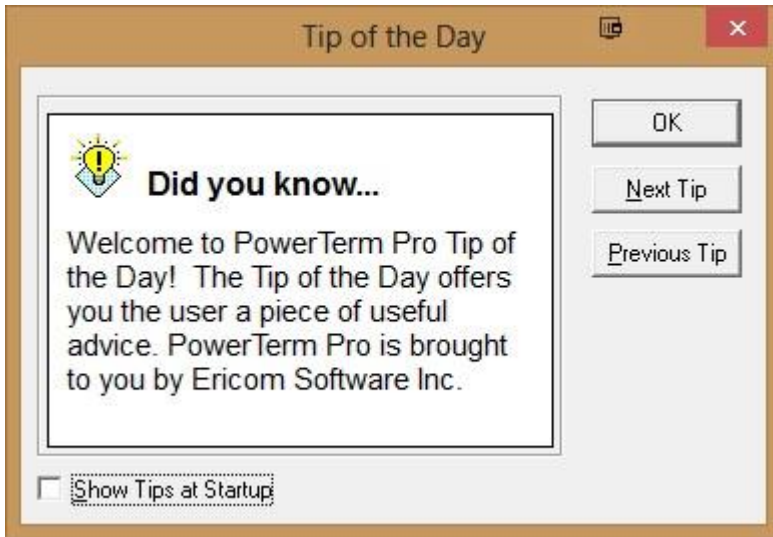 Tip of the Day
Did you know...
Welcome to PowerTerm Pro Tip of
the Day!  The Tip of the Day offers
you the user a piece of useful
advice. PowerTerm Pro is brought
to you by Ericom Software Inc.
OK
Next Tip
Previous Tip
Show Tips at Startup